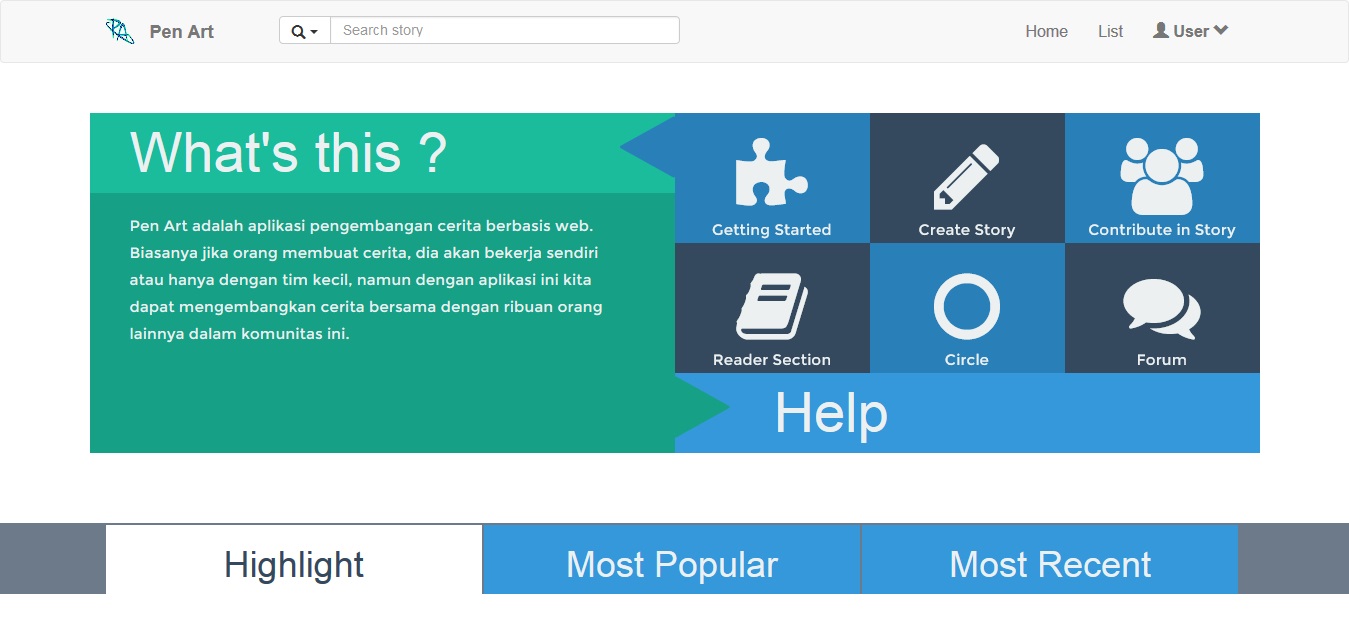 Pen Art
Search story
Home
List
User
What's this ?
Pen Art adalah aplikasi pengembangan cerita berbasis web.
Biasanya jika orang membuat cerita, dia akan bekerja sendiri
atau hanya dengan tim kecil, namun dengan aplikasi ini kita
dapat mengembangkan cerita bersama dengan ribuan orang
lainnya dalam komunitas ini.
Getting Started
Create Story
Contribute in Story
Reader Section
Circle
Forum
Help
Highlight
Most Popular
Most Recent